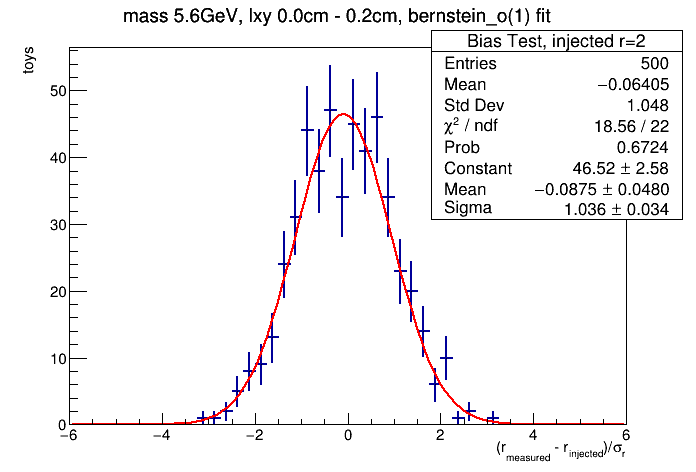 mass 5.6GeV, lxy 0.0cm - 0.2cm, bernstein_o(1) fit
Bias Test, injected r=2
Entries 500
Mean −0.06405
Std Dev 1.048
χ² / ndf 18.56 / 22
Prob 0.6724
Constant 46.52 ± 2.58
Mean −0.0875 ± 0.0480
Sigma 1.036 ± 0.034
toys
50
40
30
20
10
0
−6 −4 −2 0 2 4 6
(r_measured - r_injected)/σ_r